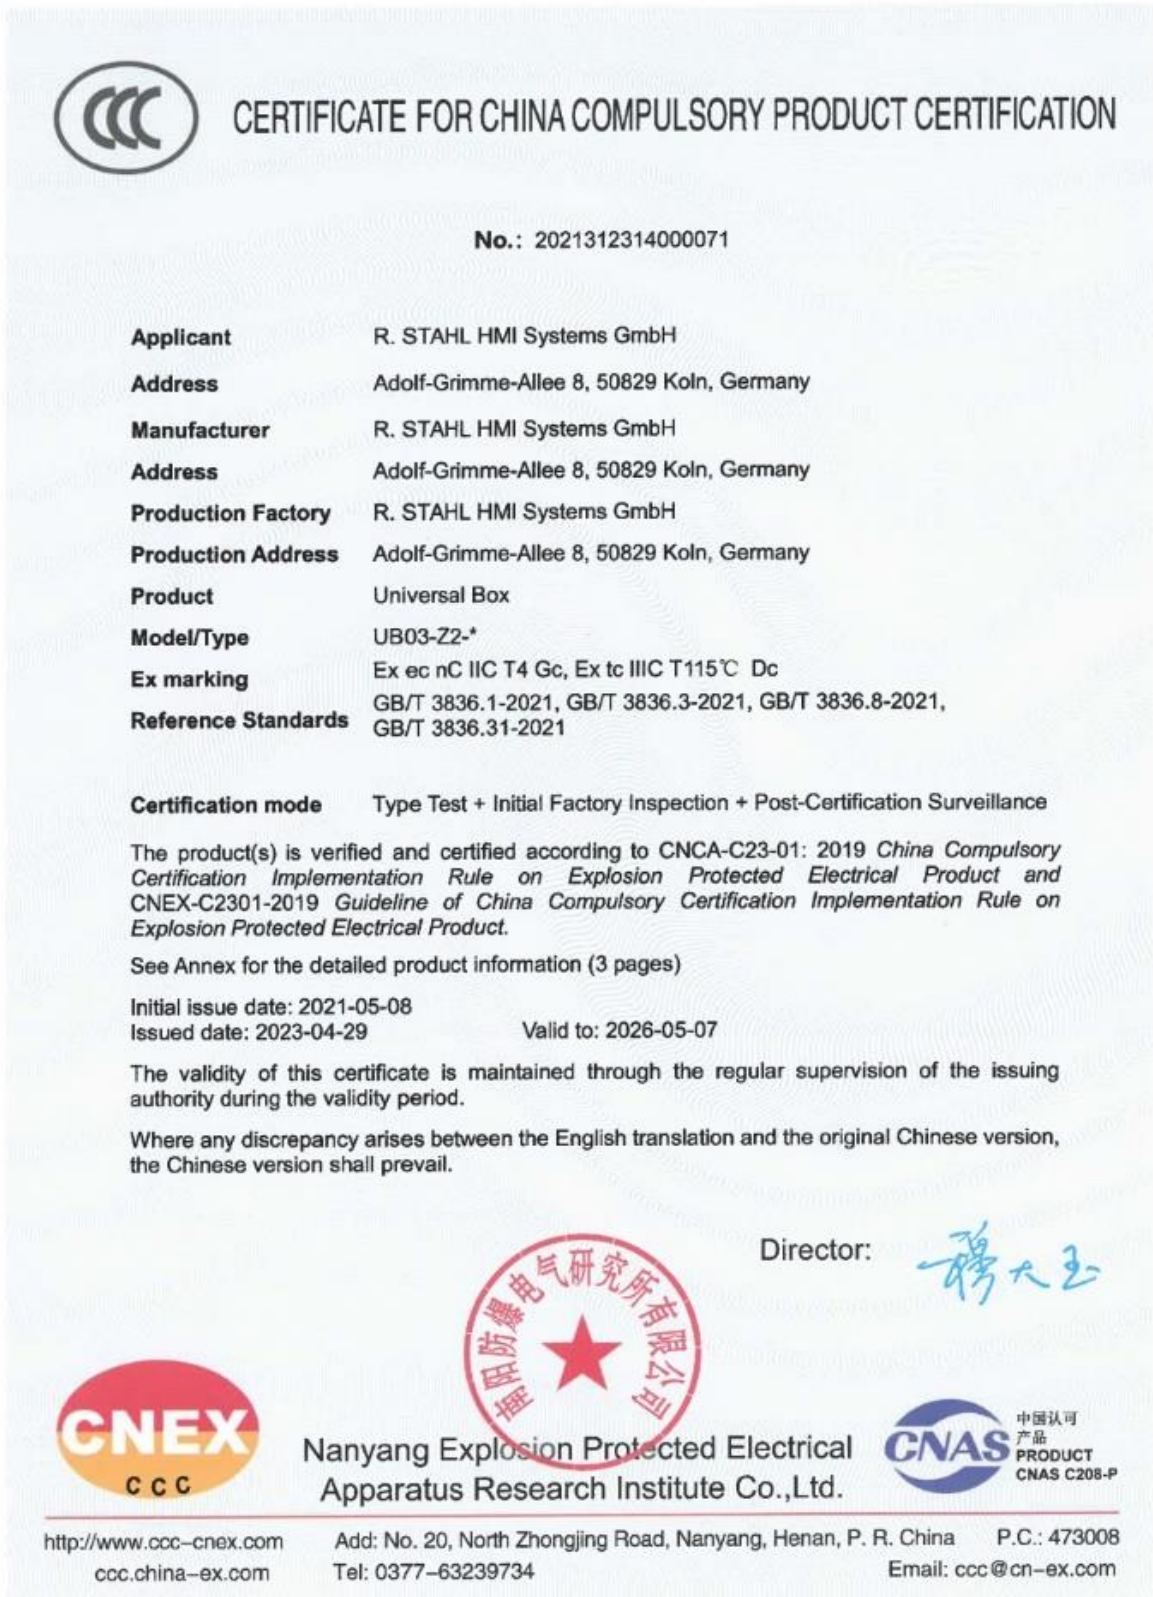 CCC
CERTIFICATE FOR CHINA COMPULSORY PRODUCT CERTIFICATION
No.: 2021312314000071
Applicant R. STAHL HMI Systems GmbH
Address Adolf-Grimme-Allee 8, 50829 Koln, Germany
Manufacturer R. STAHL HMI Systems GmbH
Address Adolf-Grimme-Allee 8, 50829 Koln, Germany
Production Factory R. STAHL HMI Systems GmbH
Production Address Adolf-Grimme-Allee 8, 50829 Koln, Germany
Product Universal Box
Model/Type UB03-Z2-*
Ex marking Ex ec nC IIC T4 Gc, Ex tc IIIC T115℃ Dc
Reference Standards GB/T 3836.1-2021, GB/T 3836.3-2021, GB/T 3836.8-2021,
GB/T 3836.31-2021
Certification mode Type Test + Initial Factory Inspection + Post-Certification Surveillance
The product(s) is verified and certified according to CNCA-C23-01: 2019 China Compulsory
Certification Implementation Rule on Explosion Protected Electrical Product and
CNEX-C2301-2019 Guideline of China Compulsory Certification Implementation Rule on
Explosion Protected Electrical Product.
See Annex for the detailed product information (3 pages)
Initial issue date: 2021-05-08
Issued date: 2023-04-29 Valid to: 2026-05-07
The validity of this certificate is maintained through the regular supervision of the issuing
authority during the validity period.
Where any discrepancy arises between the English translation and the original Chinese version,
the Chinese version shall prevail.
Director: 穆大玉
南阳防爆电气研究所有限公司
CNEX
CCC
Nanyang Explosion Protected Electrical
Apparatus Research Institute Co.,Ltd.
CNAS
中国认可
产品
PRODUCT
CNAS C208-P
http://www.ccc-cnex.com Add: No. 20, North Zhongjing Road, Nanyang, Henan, P. R. China P.C.: 473008
ccc.china-ex.com Tel: 0377-63239734 Email: ccc@cn-ex.com